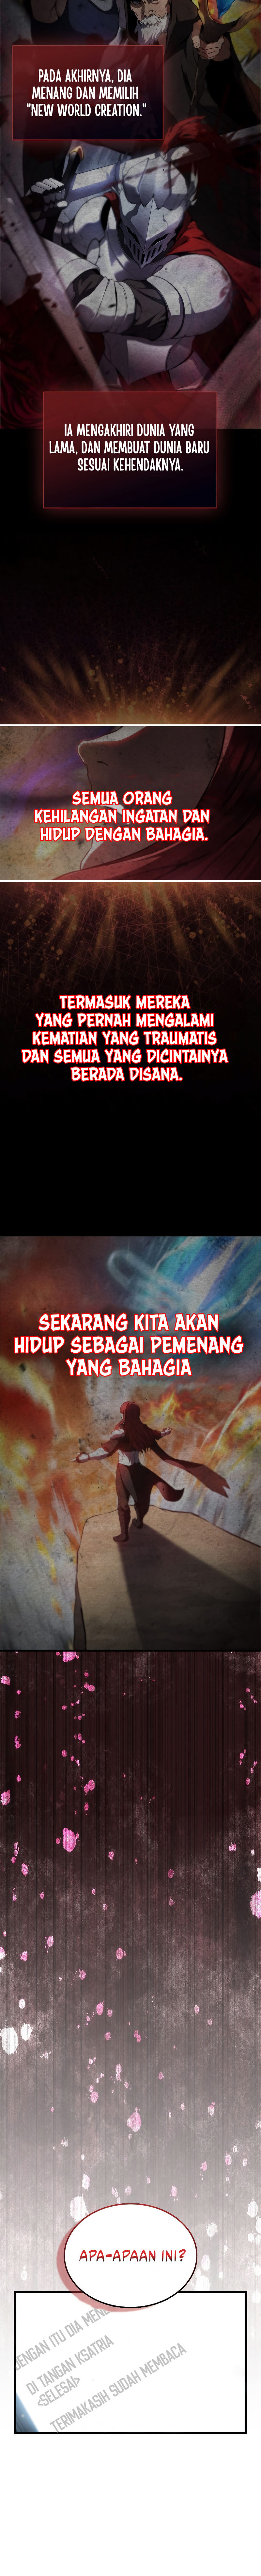 PADA AKHIRNYA, DIA
MENANG DAN MEMILIH
"NEW WORLD CREATION."
IA MENGAKHIRI DUNIA YANG
LAMA, DAN MEMBUAT DUNIA BARU
SESUAI KEHENDAKNYA.
SEMUA ORANG
KEHILANGAN INGATAN DAN
HIDUP DENGAN BAHAGIA.
TERMASUK MEREKA
YANG PERNAH MENGALAMI
KEMATIAN YANG TRAUMATIS
DAN SEMUA YANG DICINTAINYA
BERADA DISANA.
SEKARANG KITA AKAN
HIDUP SEBAGAI PEMENANG
YANG BAHAGIA
APA-APAAN INI?
DENGAN ITU DIA
DI TANGAN KSATRIA
<SELESAI>
TERIMAKASIH SUDAH MEMBACA